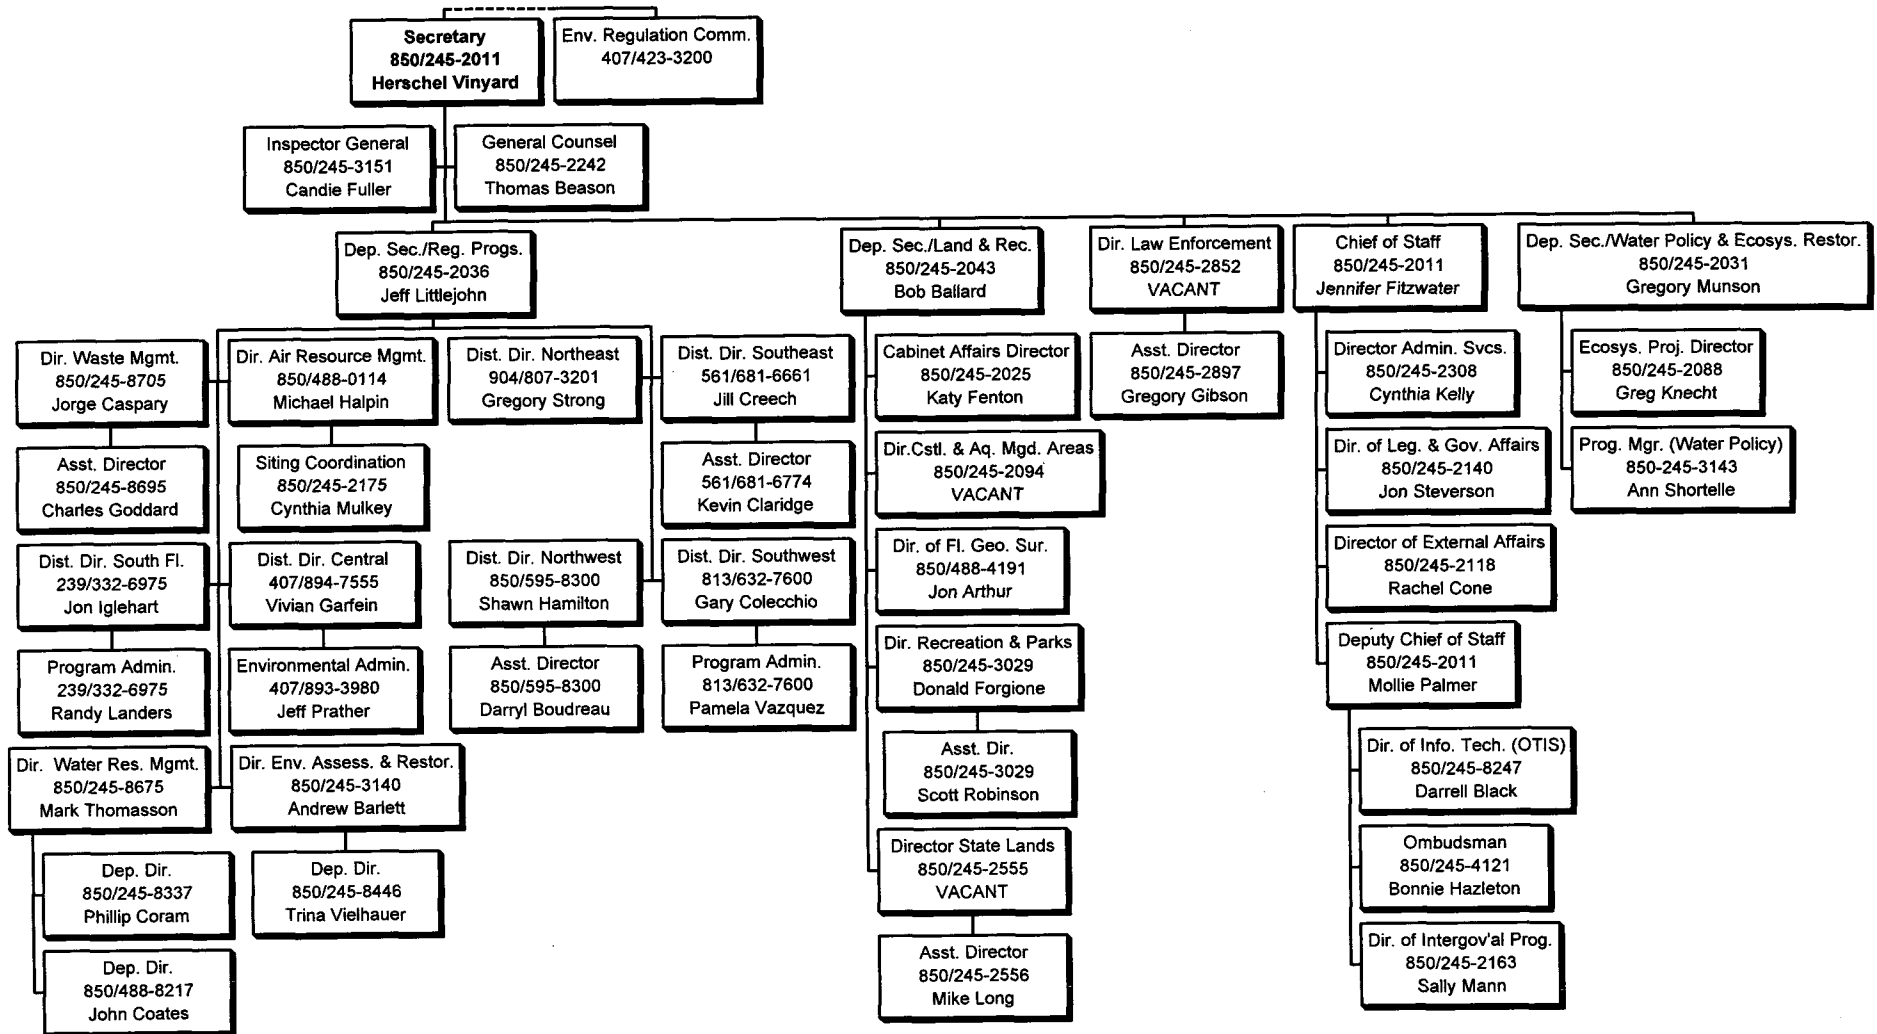 Secretary
850/245-2011
Herschel Vinyard
Env. Regulation Comm.
407/423-3200
Inspector General
850/245-3151
Candie Fuller
General Counsel
850/245-2242
Thomas Beason
Dep. Sec./Reg. Progs.
850/245-2036
Jeff Littlejohn
Dep. Sec./Land & Rec.
850/245-2043
Bob Ballard
Dir. Law Enforcement
850/245-2852
VACANT
Chief of Staff
850/245-2011
Jennifer Fitzwater
Dep. Sec./Water Policy & Ecosys. Restor.
850/245-2031
Gregory Munson
Dir. Waste Mgmt.
850/245-8705
Jorge Caspary
Dir. Air Resource Mgmt.
850/488-0114
Michael Halpin
Dist. Dir. Northeast
904/807-3201
Gregory Strong
Dist. Dir. Southeast
561/681-6661
Jill Creech
Cabinet Affairs Director
850/245-2025
Katy Fenton
Asst. Director
850/245-2897
Gregory Gibson
Director Admin. Svcs.
850/245-2308
Cynthia Kelly
Ecosys. Proj. Director
850/245-2088
Greg Knecht
Asst. Director
850/245-8695
Charles Goddard
Siting Coordination
850/245-2175
Cynthia Mulkey
Asst. Director
561/681-6774
Kevin Claridge
Dir.Cstl. & Aq. Mgd. Areas
850/245-2094
VACANT
Dir. of Leg. & Gov. Affairs
850/245-2140
Jon Steverson
Prog. Mgr. (Water Policy)
850-245-3143
Ann Shortelle
Dist. Dir. South Fl.
239/332-6975
Jon Iglehart
Dist. Dir. Central
407/894-7555
Vivian Garfein
Dist. Dir. Northwest
850/595-8300
Shawn Hamilton
Dist. Dir. Southwest
813/632-7600
Gary Colecchio
Dir. of Fl. Geo. Sur.
850/488-4191
Jon Arthur
Director of External Affairs
850/245-2118
Rachel Cone
Program Admin.
239/332-6975
Randy Landers
Environmental Admin.
407/893-3980
Jeff Prather
Asst. Director
850/595-8300
Darryl Boudreau
Program Admin.
813/632-7600
Pamela Vazquez
Dir. Recreation & Parks
850/245-3029
Donald Forgione
Deputy Chief of Staff
850/245-2011
Mollie Palmer
Dir. Water Res. Mgmt.
850/245-8675
Mark Thomasson
Dir. Env. Assess. & Restor.
850/245-3140
Andrew Barlett
Asst. Dir.
850/245-3029
Scott Robinson
Dir. of Info. Tech. (OTIS)
850/245-8247
Darrell Black
Dep. Dir.
850/245-8337
Phillip Coram
Dep. Dir.
850/245-8446
Trina Vielhauer
Director State Lands
850/245-2555
VACANT
Ombudsman
850/245-4121
Bonnie Hazleton
Dep. Dir.
850/488-8217
John Coates
Asst. Director
850/245-2556
Mike Long
Dir. of Intergov'al Prog.
850/245-2163
Sally Mann